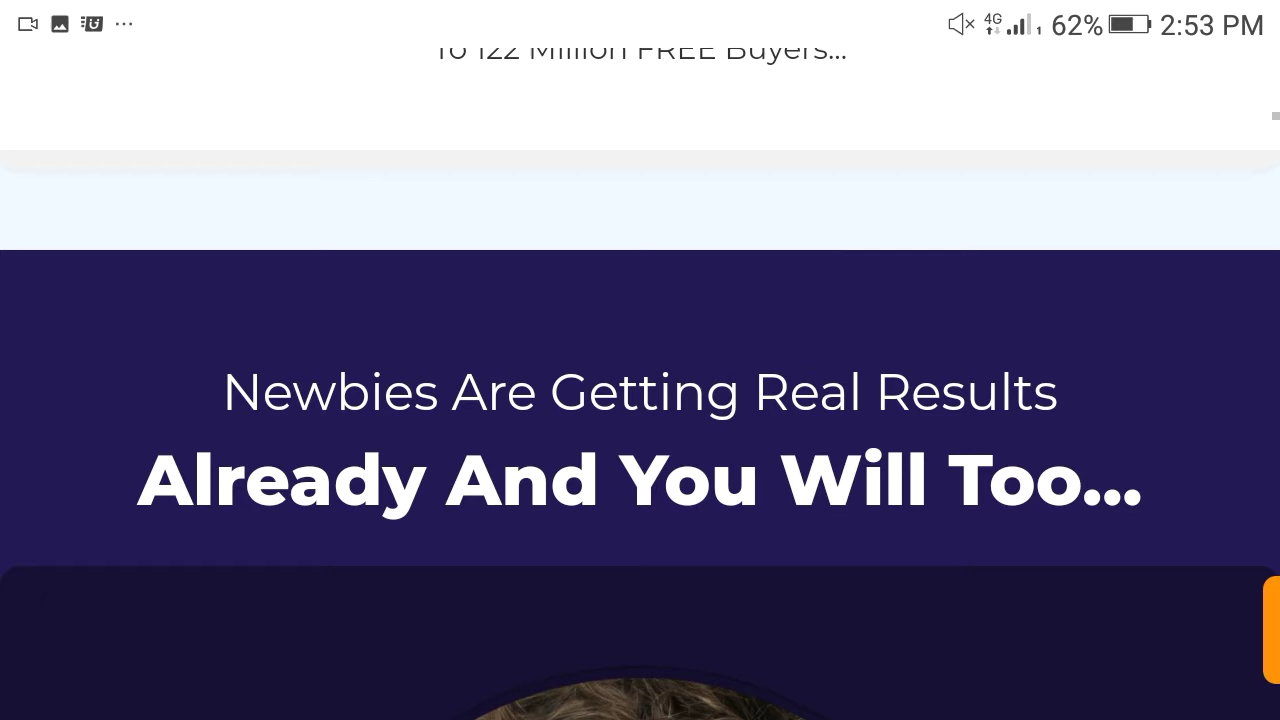 4G 1 62% 2:53 PM
To 122 Million FREE Buyers...
Newbies Are Getting Real Results
Already And You Will Too...